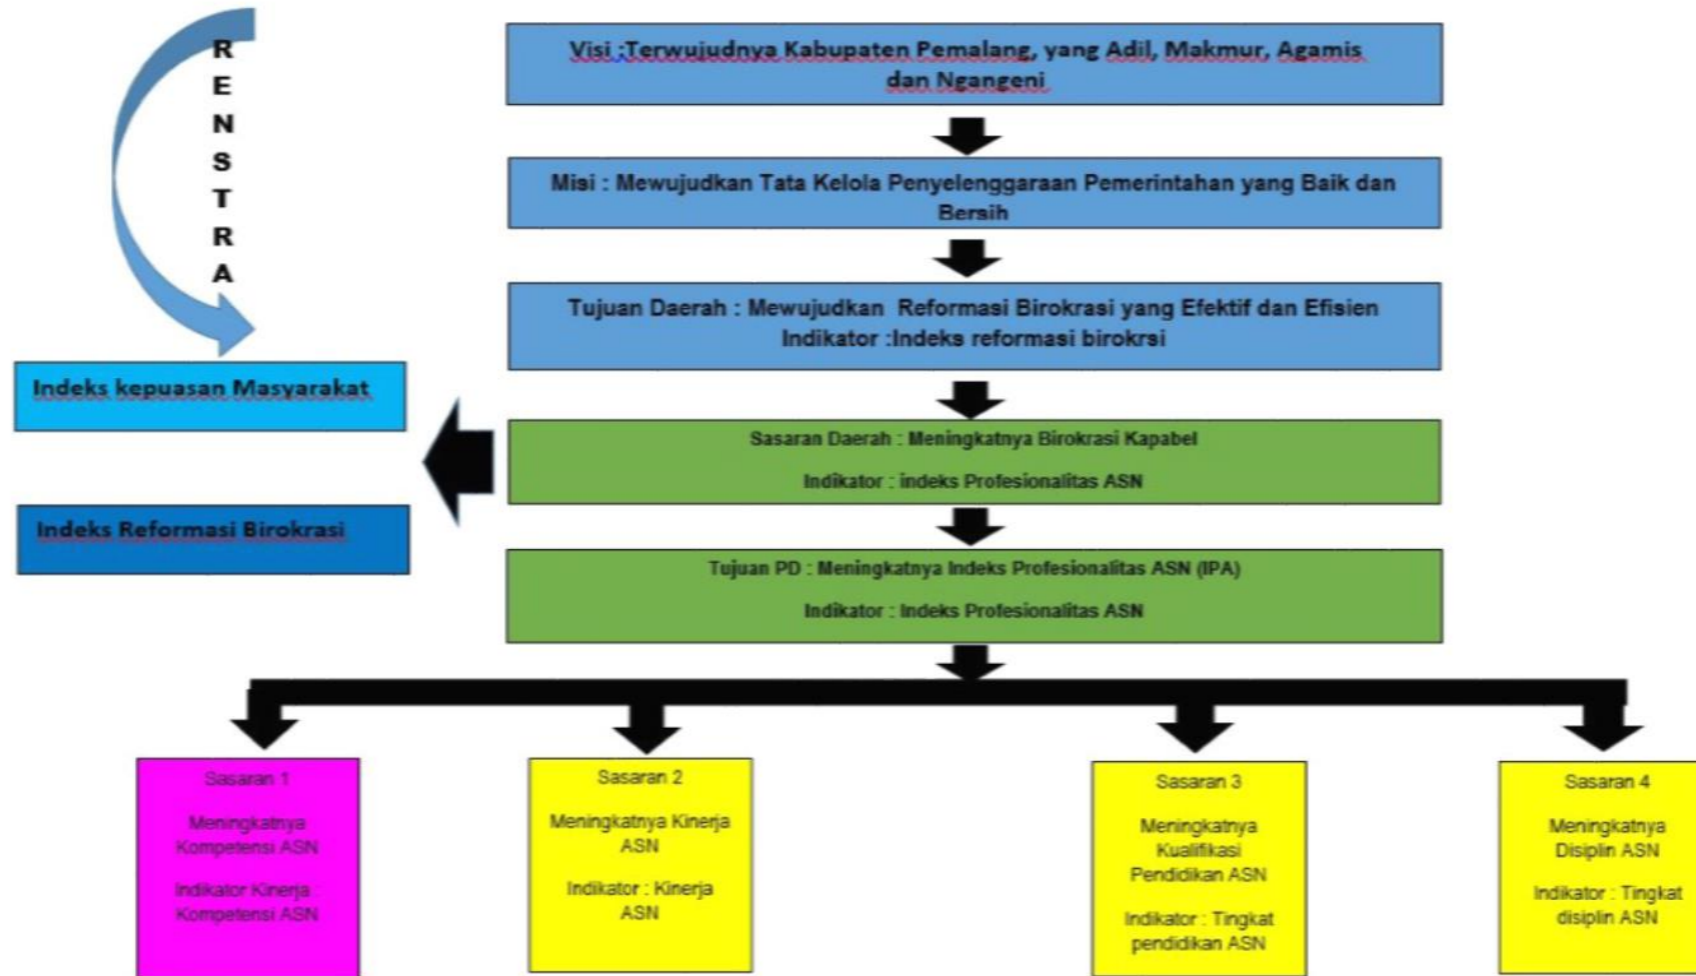 R
E
N
S
T
R
A
Visi :Terwujudnya Kabupaten Pemalang, yang Adil, Makmur, Agamis
dan Ngangeni
Misi : Mewujudkan Tata Kelola Penyelenggaraan Pemerintahan yang Baik dan
Bersih
Tujuan Daerah : Mewujudkan Reformasi Birokrasi yang Efektif dan Efisien
Indikator :Indeks reformasi birokrsi
Indeks kepuasan Masyarakat
Sasaran Daerah : Meningkatnya Birokrasi Kapabel
Indikator : indeks Profesionalitas ASN
Indeks Reformasi Birokrasi
Tujuan PD : Meningkatnya Indeks Profesionalitas ASN (IPA)
Indikator : Indeks Profesionalitas ASN
Sasaran 1
Meningkatnya
Kompetensi ASN
Indikator Kinerja :
Kompetensi ASN
Sasaran 2
Meningkatnya Kinerja
ASN
Indikator : Kinerja
ASN
Sasaran 3
Meningkatnya
Kualifikasi
Pendidikan ASN
Indikator : Tingkat
pendidikan ASN
Sasaran 4
Meningkatnya
Disiplin ASN
Indikator : Tingkat
disiplin ASN